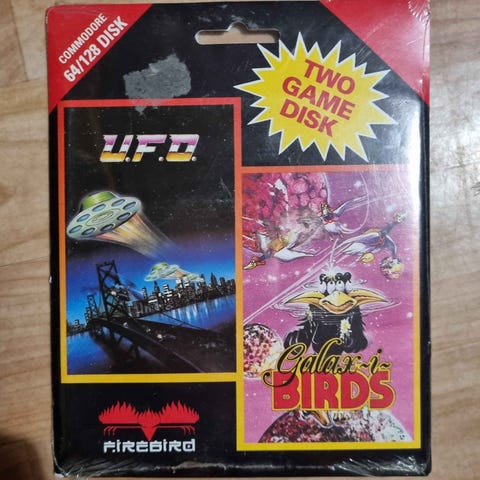 COMMODORE
64/128 DISK
TWO
GAME
DISK
U.F.O.
Galax-i-
BIRDS
FIREBIRD